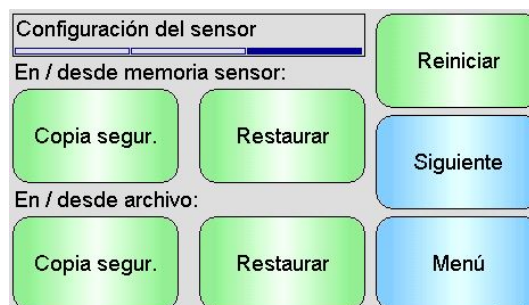 Configuración del sensor
Reiniciar
En / desde memoria sensor:
Copia segur.
Restaurar
Siguiente
En / desde archivo:
Copia segur.
Restaurar
Menú